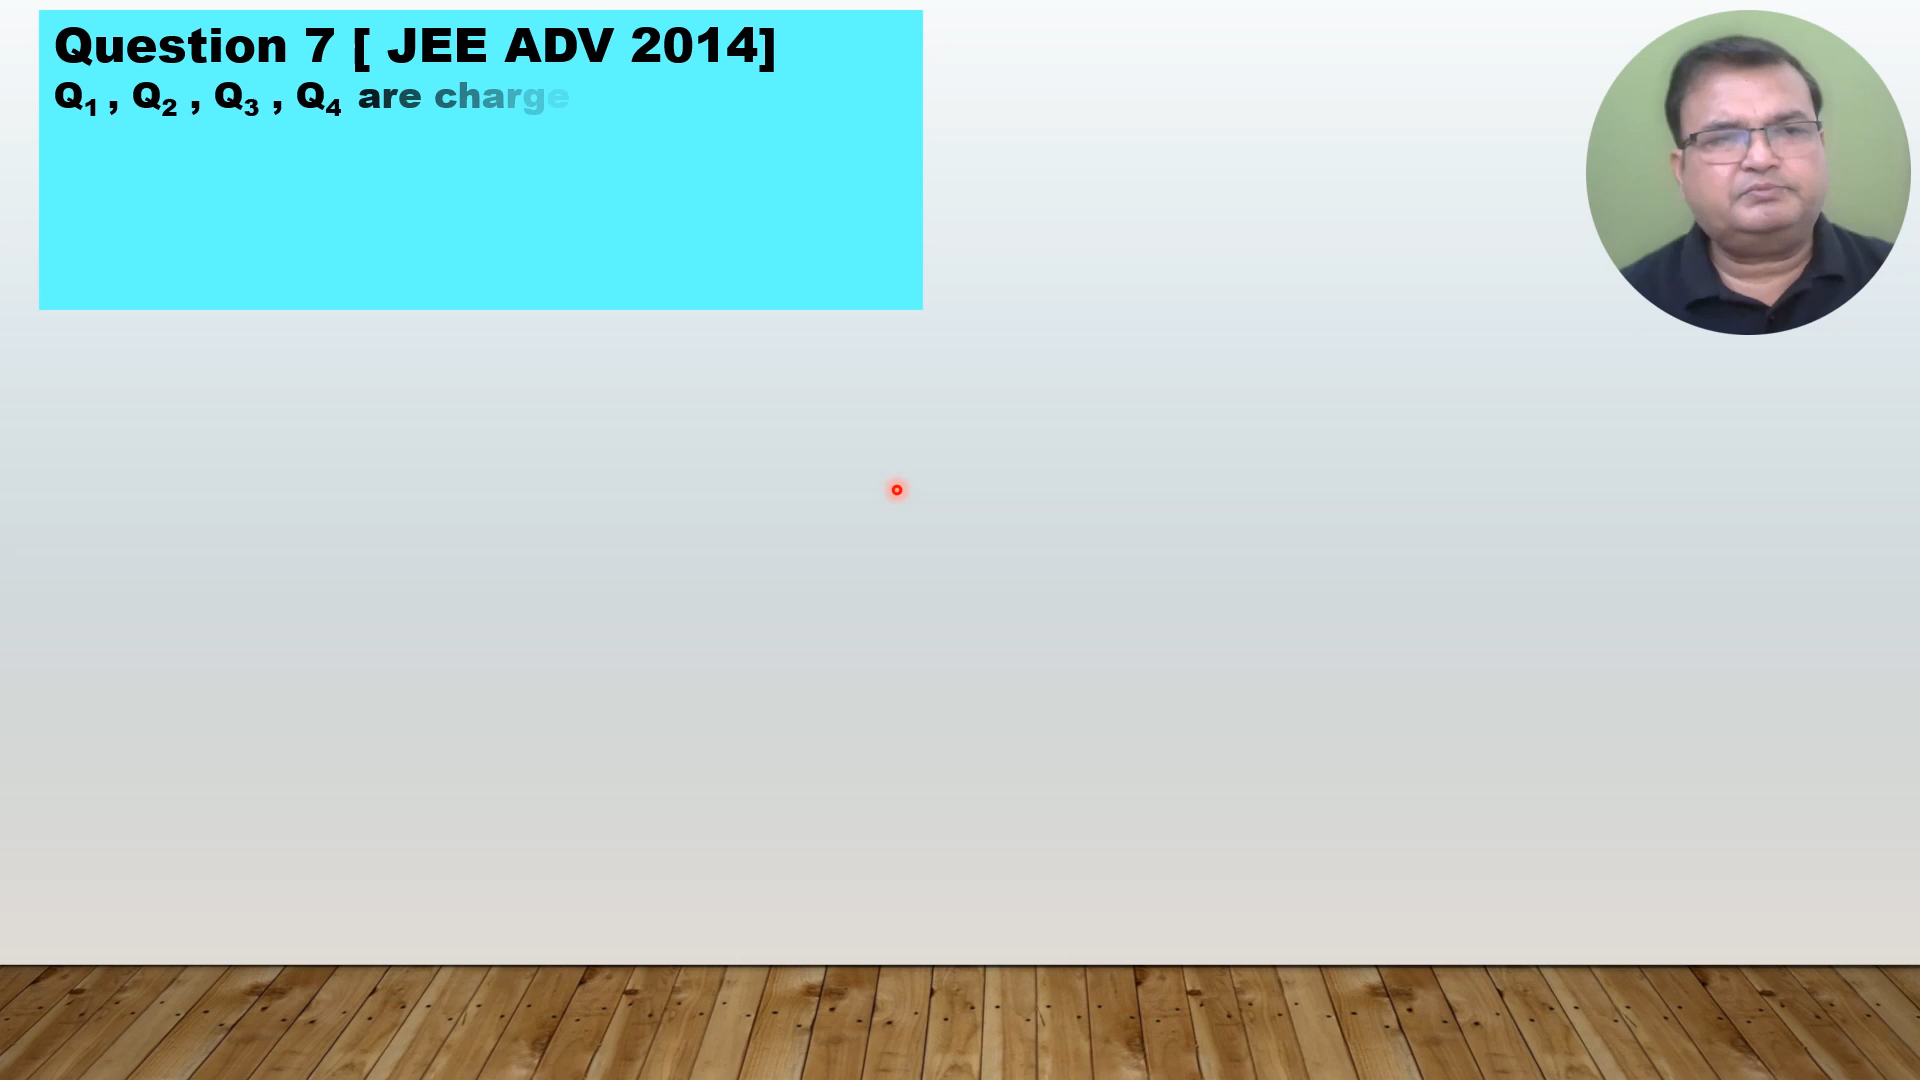 Question 7 [ JEE ADV 2014]
Q₁ , Q₂ , Q₃ , Q₄ are charge